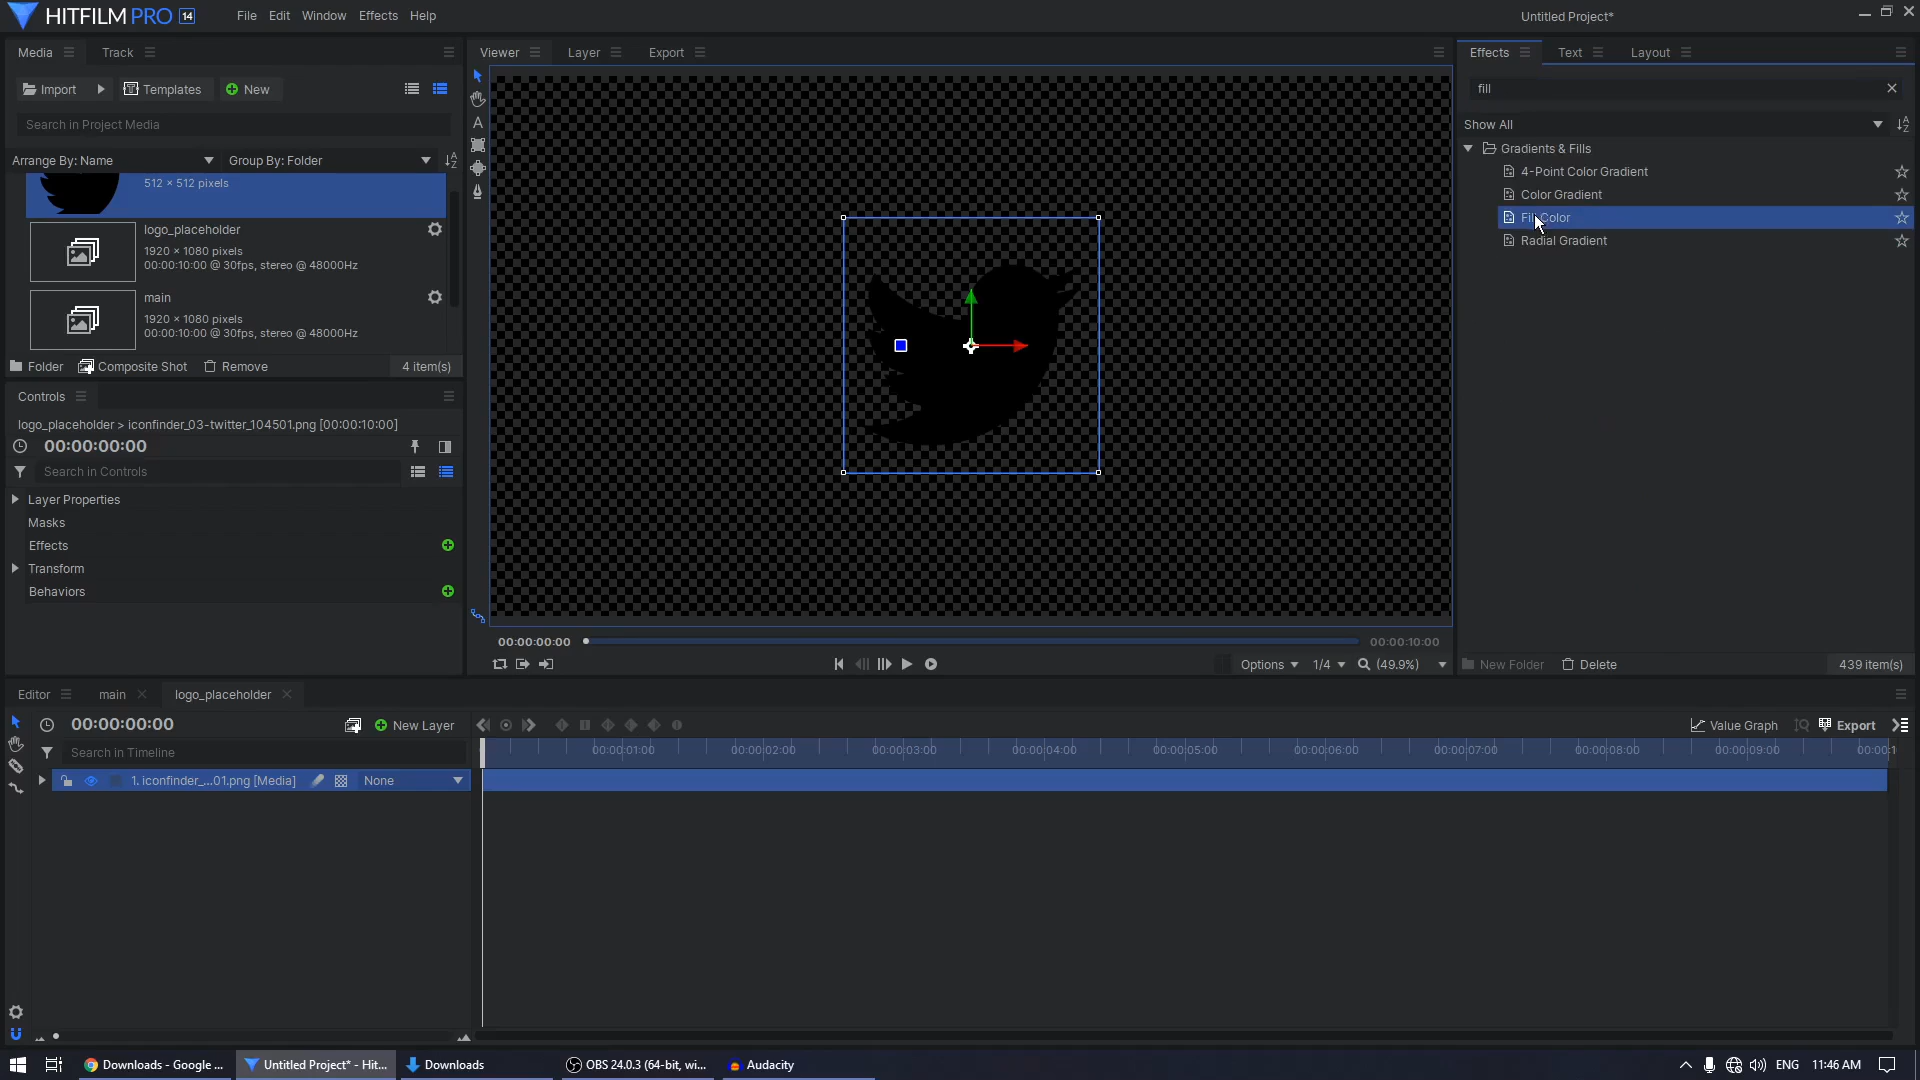 HITFILM PRO 14
File Edit Window Effects Help
Untitled Project*
Media Track
Import Templates New
Search in Project Media
Arrange By: Name Group By: Folder
512 × 512 pixels
logo_placeholder
1920 × 1080 pixels
00:00:10:00 @ 30fps, stereo @ 48000Hz
main
1920 × 1080 pixels
00:00:10:00 @ 30fps, stereo @ 48000Hz
Folder Composite Shot Remove 4 item(s)
Controls
logo_placeholder > iconfinder_03-twitter_104501.png [00:00:10:00]
00:00:00:00
Search in Controls
Layer Properties
Masks
Effects
Transform
Behaviors
Viewer Layer Export
A
00:00:00:00 00:00:10:00
Options 1/4 (49.9%)
Effects Text Layout
fill
Show All
Gradients & Fills
4-Point Color Gradient
Color Gradient
Fill Color
Radial Gradient
New Folder Delete 439 item(s)
Editor main logo_placeholder
00:00:00:00 New Layer Value Graph Export
Search in Timeline
00:00:01:00 00:00:02:00 00:00:03:00 00:00:04:00 00:00:05:00 00:00:06:00 00:00:07:00 00:00:08:00 00:00:09:00 00:00:1
1. iconfinder_...01.png [Media] None
Downloads - Google ... Untitled Project* - Hit... Downloads OBS 24.0.3 (64-bit, wi... Audacity ENG 11:46 AM